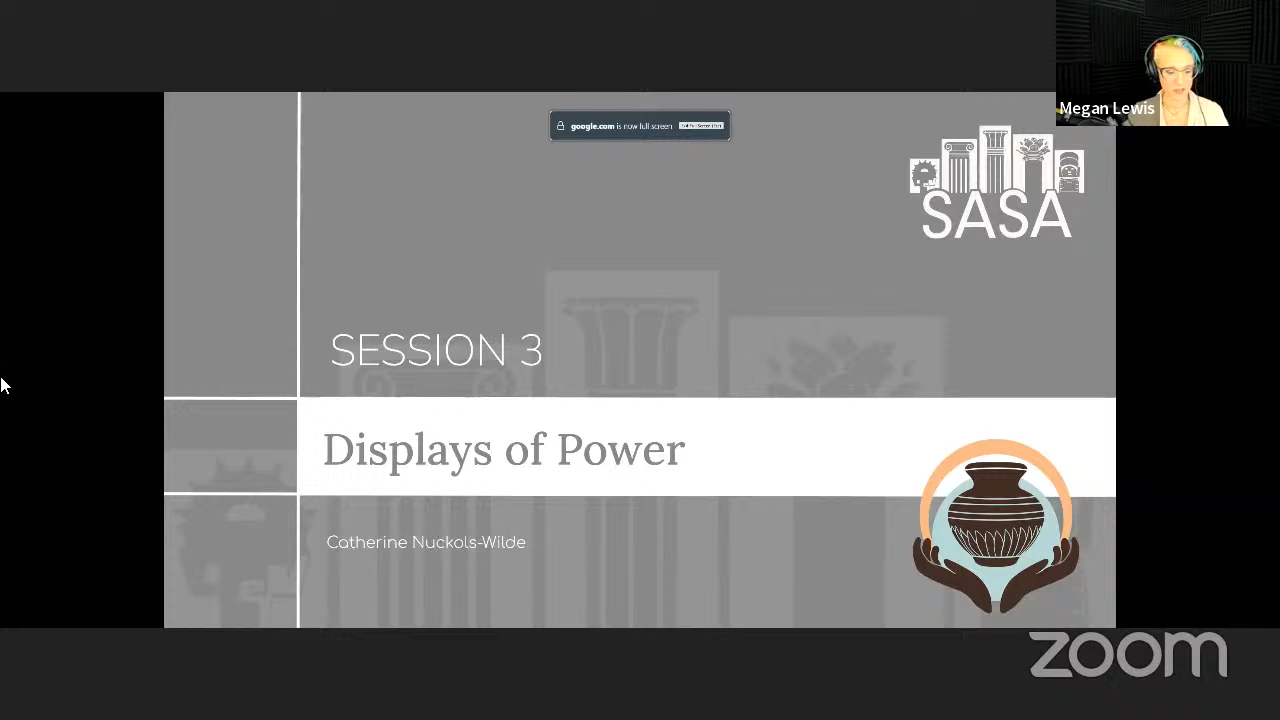 google.com is now full screen
Megan Lewis
SASA
SESSION 3
Displays of Power
Catherine Nuckols-Wilde
zoom